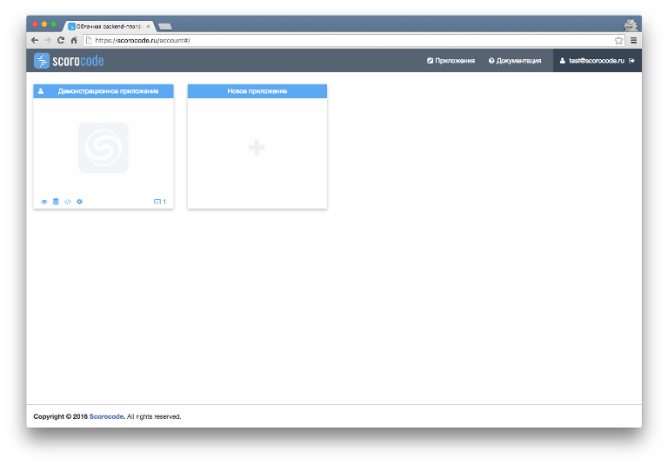 Облачная backend-платф
https://scorocode.ru/account#/
scorocode
Приложения
Документация
test@scorocode.ru
Демонстрационное приложение
Новое приложение
1
Copyright © 2016 Scorocode. All rights reserved.